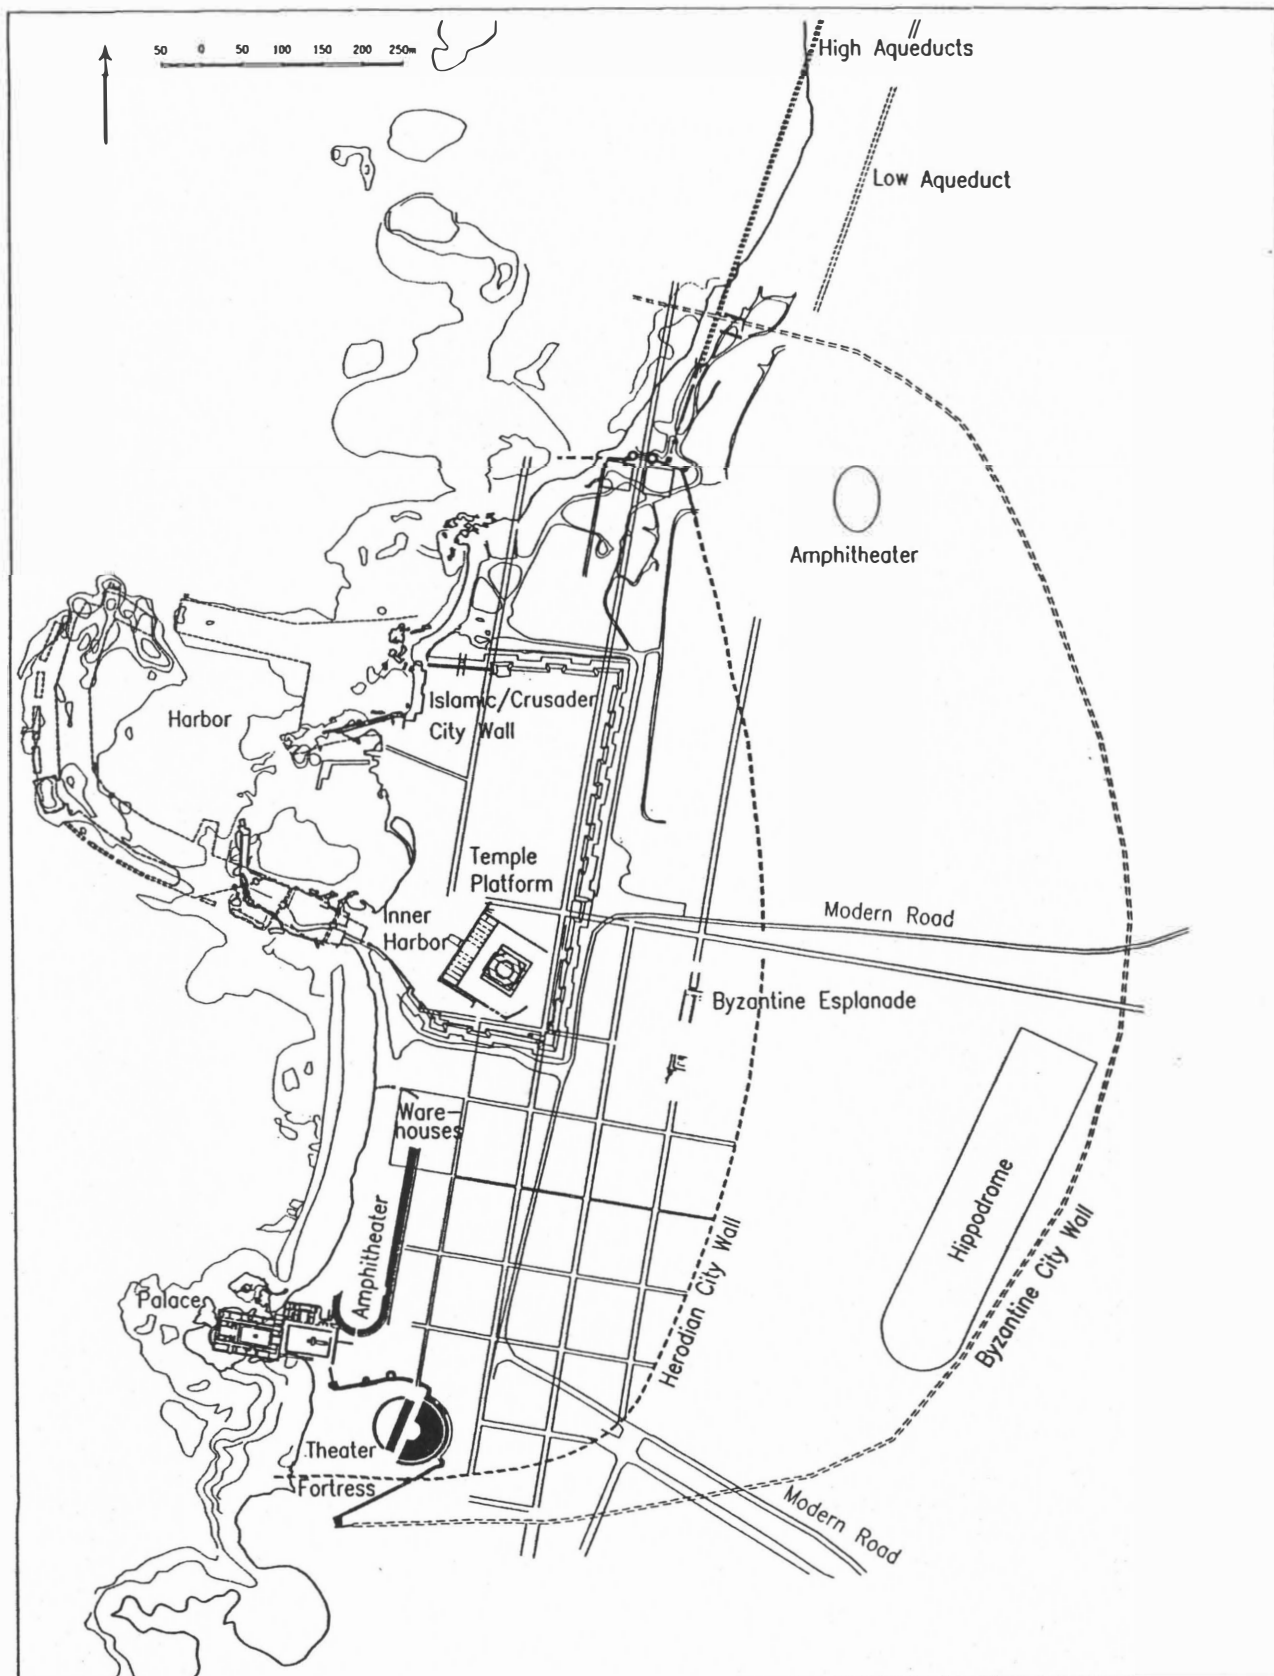 50 0 50 100 150 200 250m
High Aqueducts
Low Aqueduct
Amphitheater
Harbor
Islamic/Crusader
City Wall
Temple
Platform
Inner
Harbor
Modern Road
Byzantine Esplanade
Ware-
houses
Amphitheater
Hippodrome
Herodian City Wall
Byzantine City Wall
Palace
Theater
Fortress
Modern Road